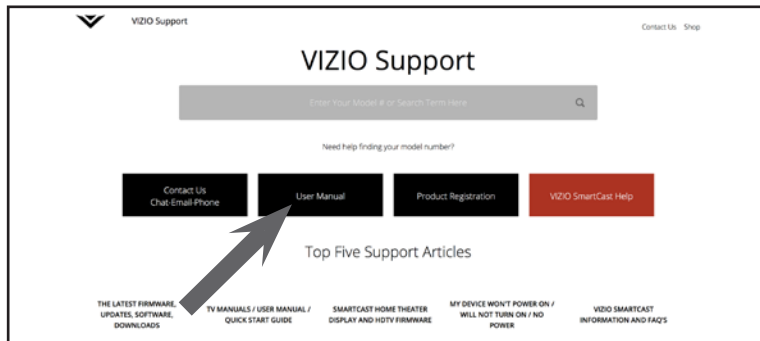 VIZIO Support
Contact Us Shop
VIZIO Support
Enter Your Model # or Search Term Here
Need help finding your model number?
Contact Us
Chat-Email-Phone
User Manual
Product Registration
VIZIO SmartCast Help
Top Five Support Articles
THE LATEST FIRMWARE,
UPDATES, SOFTWARE,
DOWNLOADS
TV MANUALS / USER MANUAL /
QUICK START GUIDE
SMARTCAST HOME THEATER
DISPLAY AND HDTV FIRMWARE
MY DEVICE WON'T POWER ON /
WILL NOT TURN ON / NO
POWER
VIZIO SMARTCAST
INFORMATION AND FAQ'S